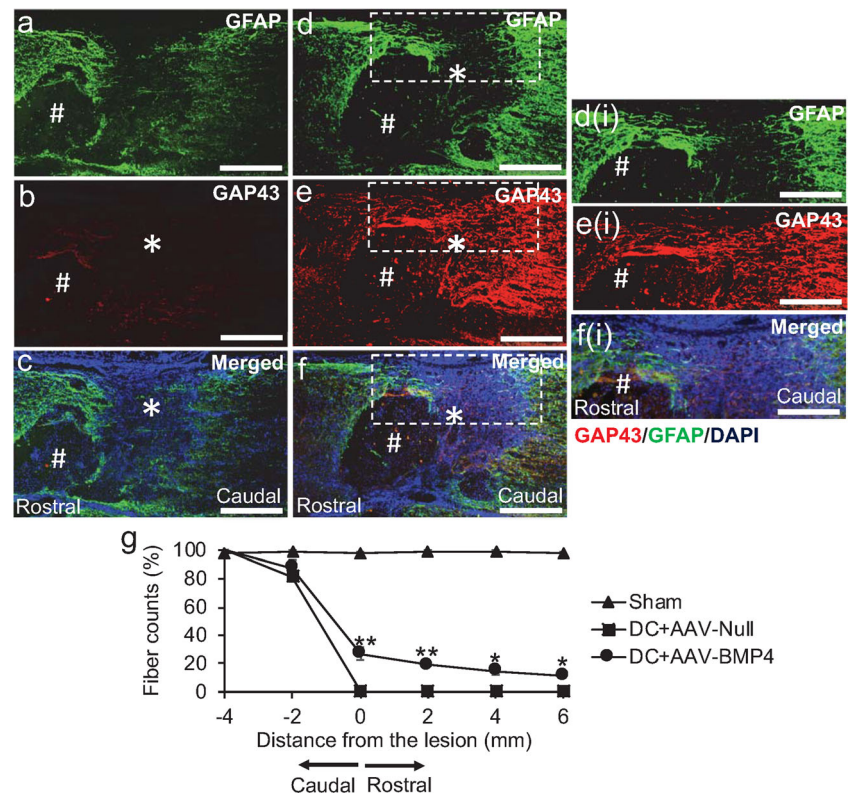 a
GFAP
#
b
GAP43
*
#
c
Merged
*
#
Rostral
Caudal
d
GFAP
*
#
e
GAP43
*
#
f
Merged
*
#
Rostral
Caudal
d(i)
GFAP
#
e(i)
GAP43
#
f(i)
Merged
#
Rostral
Caudal
GAP43/GFAP/DAPI
g
Fiber counts (%)
100
80
60
40
20
0
** ** * *
-4 -2 0 2 4 6
Distance from the lesion (mm)
Caudal Rostral
Sham
DC+AAV-Null
DC+AAV-BMP4